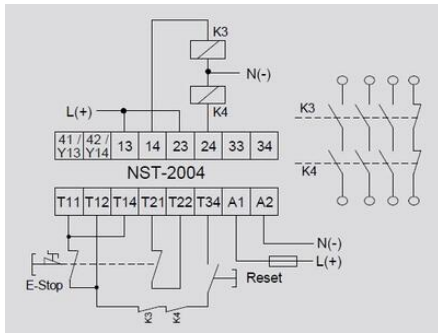 K3
N(-)
L(+)
K4
41 / Y13
42 / Y14
13
14
23
24
33
34
NST-2004
T11
T12
T14
T21
T22
T34
A1
A2
N(-)
L(+)
E-Stop
Reset
K3
K4
K3
K4